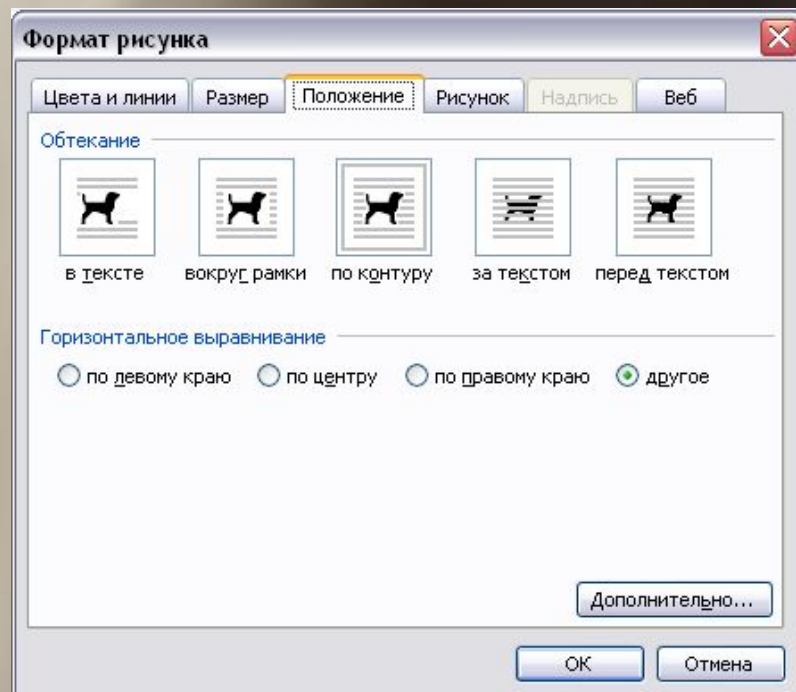 Формат рисунка
Цвета и линии Размер Положение Рисунок Надпись Веб
Обтекание
в тексте вокруг рамки по контуру за текстом перед текстом
Горизонтальное выравнивание
по левому краю по центру по правому краю другое
Дополнительно...
ОК Отмена